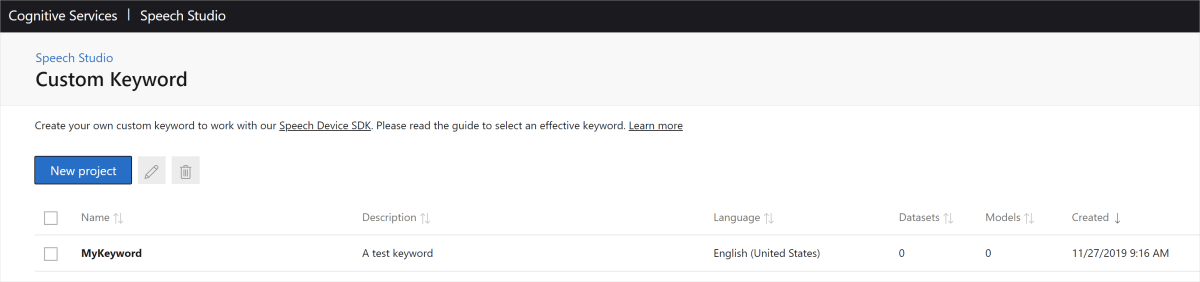 Cognitive Services | Speech Studio
Speech Studio
Custom Keyword
Create your own custom keyword to work with our Speech Device SDK. Please read the guide to select an effective keyword. Learn more
New project
Name Description Language Datasets Models Created
MyKeyword A test keyword English (United States) 0 0 11/27/2019 9:16 AM